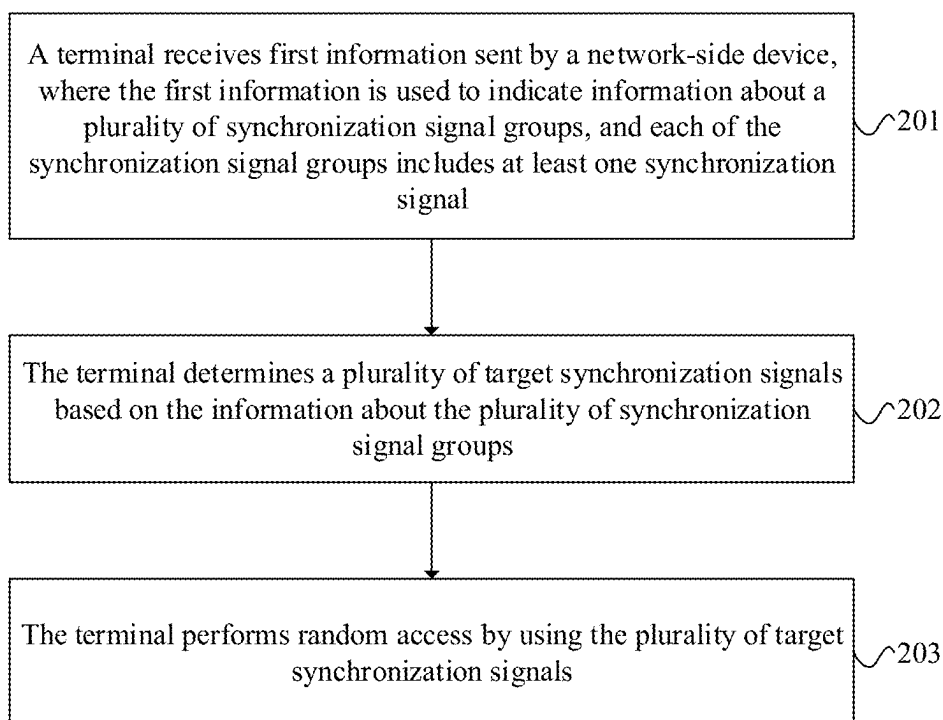 A terminal receives first information sent by a network-side device,
where the first information is used to indicate information about a
plurality of synchronization signal groups, and each of the
synchronization signal groups includes at least one synchronization
signal
201
The terminal determines a plurality of target synchronization signals
based on the information about the plurality of synchronization
signal groups
202
The terminal performs random access by using the plurality of target
synchronization signals
203